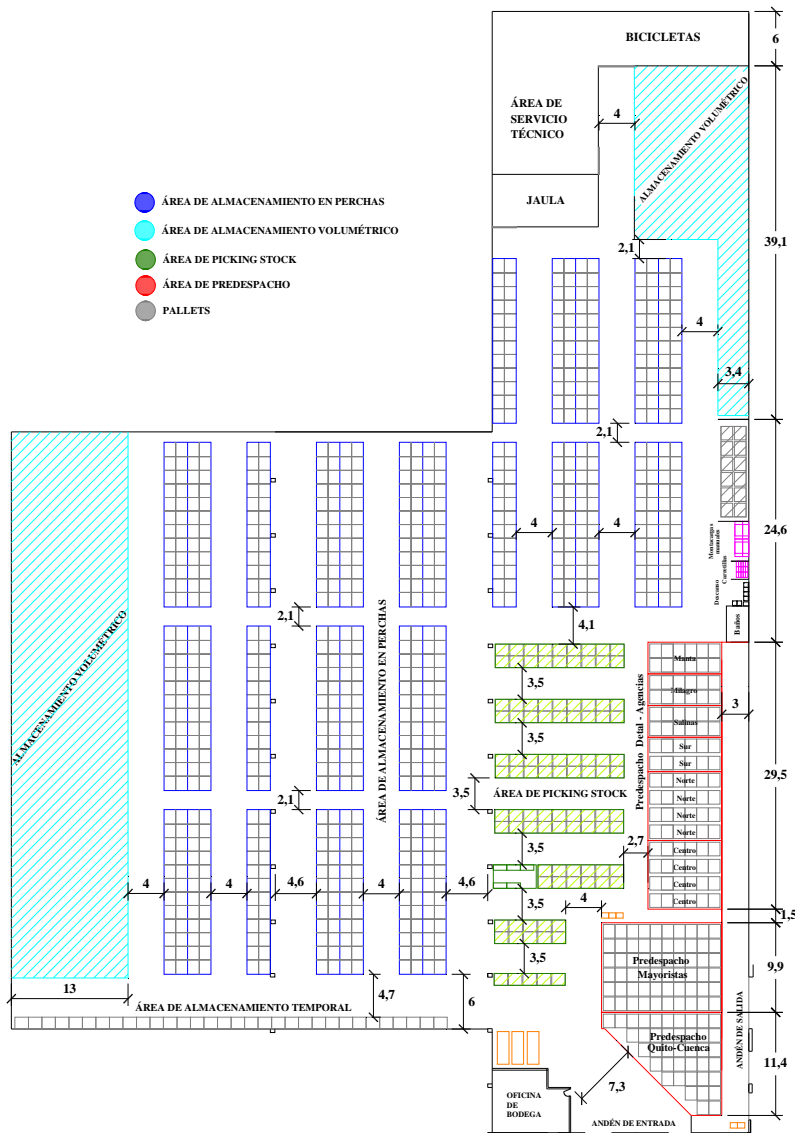 BICICLETAS
6
ÁREA DE
SERVICIO
TÉCNICO
4
ALMACENAMIENTO VOLUMÉTRICO
JAULA
ÁREA DE ALMACENAMIENTO EN PERCHAS
ÁREA DE ALMACENAMIENTO VOLUMÉTRICO
ÁREA DE PICKING STOCK
ÁREA DE PREDESPACHO
PALLETS
2,1
39,1
4
3,4
2,1
4
4
24,6
Montacargas
manuales
Carretillas
Descanso
Baños
2,1
4,1
ALMACENAMIENTO VOLUMÉTRICO
ÁREA DE ALMACENAMIENTO EN PERCHAS
3,5
3,5
Predespacho Detal - Agencias
Manta
Milagro
Salinas
Sur
Sur
Norte
Norte
Norte
Norte
Centro
Centro
Centro
Centro
3
29,5
2,1
3,5
ÁREA DE PICKING STOCK
3,5
2,7
4
4
4,6
4
4,6
3,5
4
1,5
3,5
Predespacho
Mayoristas
9,9
13
4,7
6
ÁREA DE ALMACENAMIENTO TEMPORAL
Predespacho
Quito-Cuenca
ANDÉN DE SALIDA
11,4
7,3
OFICINA
DE
BODEGA
ANDÉN DE ENTRADA